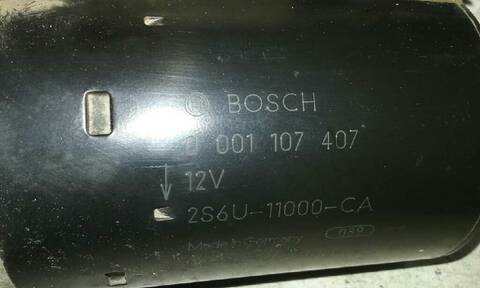 BOSCH
0 001 107 407
12V
2S6U-11000-CA
Made in Germany